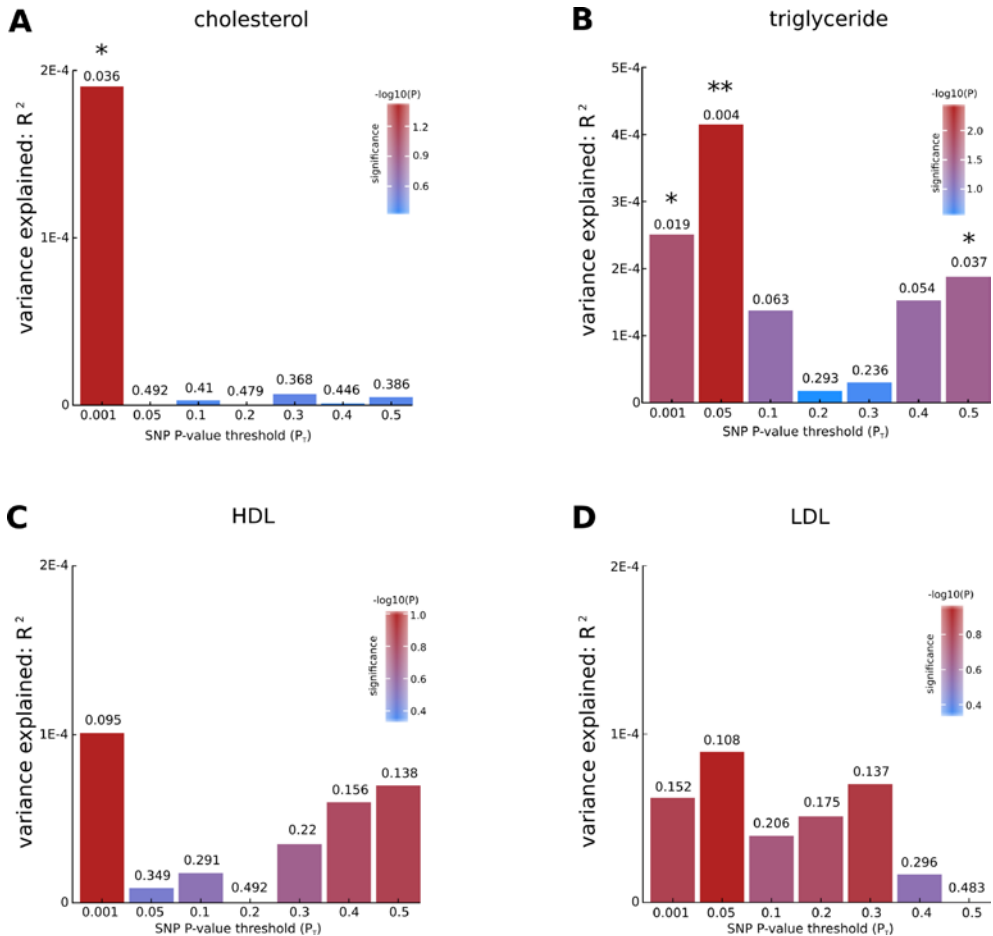 A
cholesterol
*
2E-4
0.036
variance explained: R²
1E-4
0
0.492
0.41
0.479
0.368
0.446
0.386
0.001
0.05
0.1
0.2
0.3
0.4
0.5
SNP P-value threshold (P_T)
-log10(P)
significance
1.2
0.9
0.6
B
triglyceride
5E-4
4E-4
3E-4
2E-4
1E-4
0
variance explained: R²
*
0.019
**
0.004
0.063
0.293
0.236
0.054
*
0.037
0.001
0.05
0.1
0.2
0.3
0.4
0.5
SNP P-value threshold (P_T)
-log10(P)
significance
2.0
1.5
1.0
C
HDL
2E-4
1E-4
0
variance explained: R²
0.095
0.349
0.291
0.492
0.22
0.156
0.138
0.001
0.05
0.1
0.2
0.3
0.4
0.5
SNP P-value threshold (P_T)
-log10(P)
significance
1.0
0.8
0.6
0.4
D
LDL
2E-4
1E-4
0
variance explained: R²
0.152
0.108
0.206
0.175
0.137
0.296
0.483
0.001
0.05
0.1
0.2
0.3
0.4
0.5
SNP P-value threshold (P_T)
-log10(P)
significance
0.8
0.6
0.4